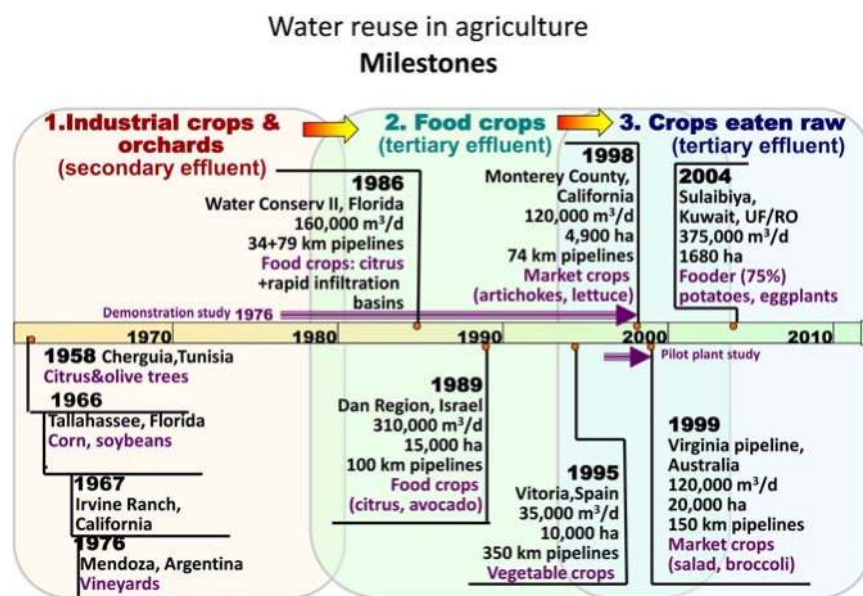 Water reuse in agriculture
Milestones
1.Industrial crops &
orchards
(secondary effluent)
2. Food crops
(tertiary effluent)
3. Crops eaten raw
(tertiary effluent)
1986
Water Conserv II, Florida
160,000 m³/d
34+79 km pipelines
Food crops: citrus
+rapid infiltration
basins
1998
Monterey County,
California
120,000 m³/d
4,900 ha
74 km pipelines
Market crops
(artichokes, lettuce)
2004
Sulaibiya,
Kuwait, UF/RO
375,000 m³/d
1680 ha
Fooder (75%)
potatoes, eggplants
Demonstration study 1976
1970
1980
1990
2000
2010
Pilot plant study
1958 Cherguia,Tunisia
Citrus&olive trees
1966
Tallahassee, Florida
Corn, soybeans
1967
Irvine Ranch,
California
1976
Mendoza, Argentina
Vineyards
1989
Dan Region, Israel
310,000 m³/d
15,000 ha
100 km pipelines
Food crops
(citrus, avocado)
1995
Vitoria,Spain
35,000 m³/d
10,000 ha
350 km pipelines
Vegetable crops
1999
Virginia pipeline,
Australia
120,000 m³/d
20,000 ha
150 km pipelines
Market crops
(salad, broccoli)